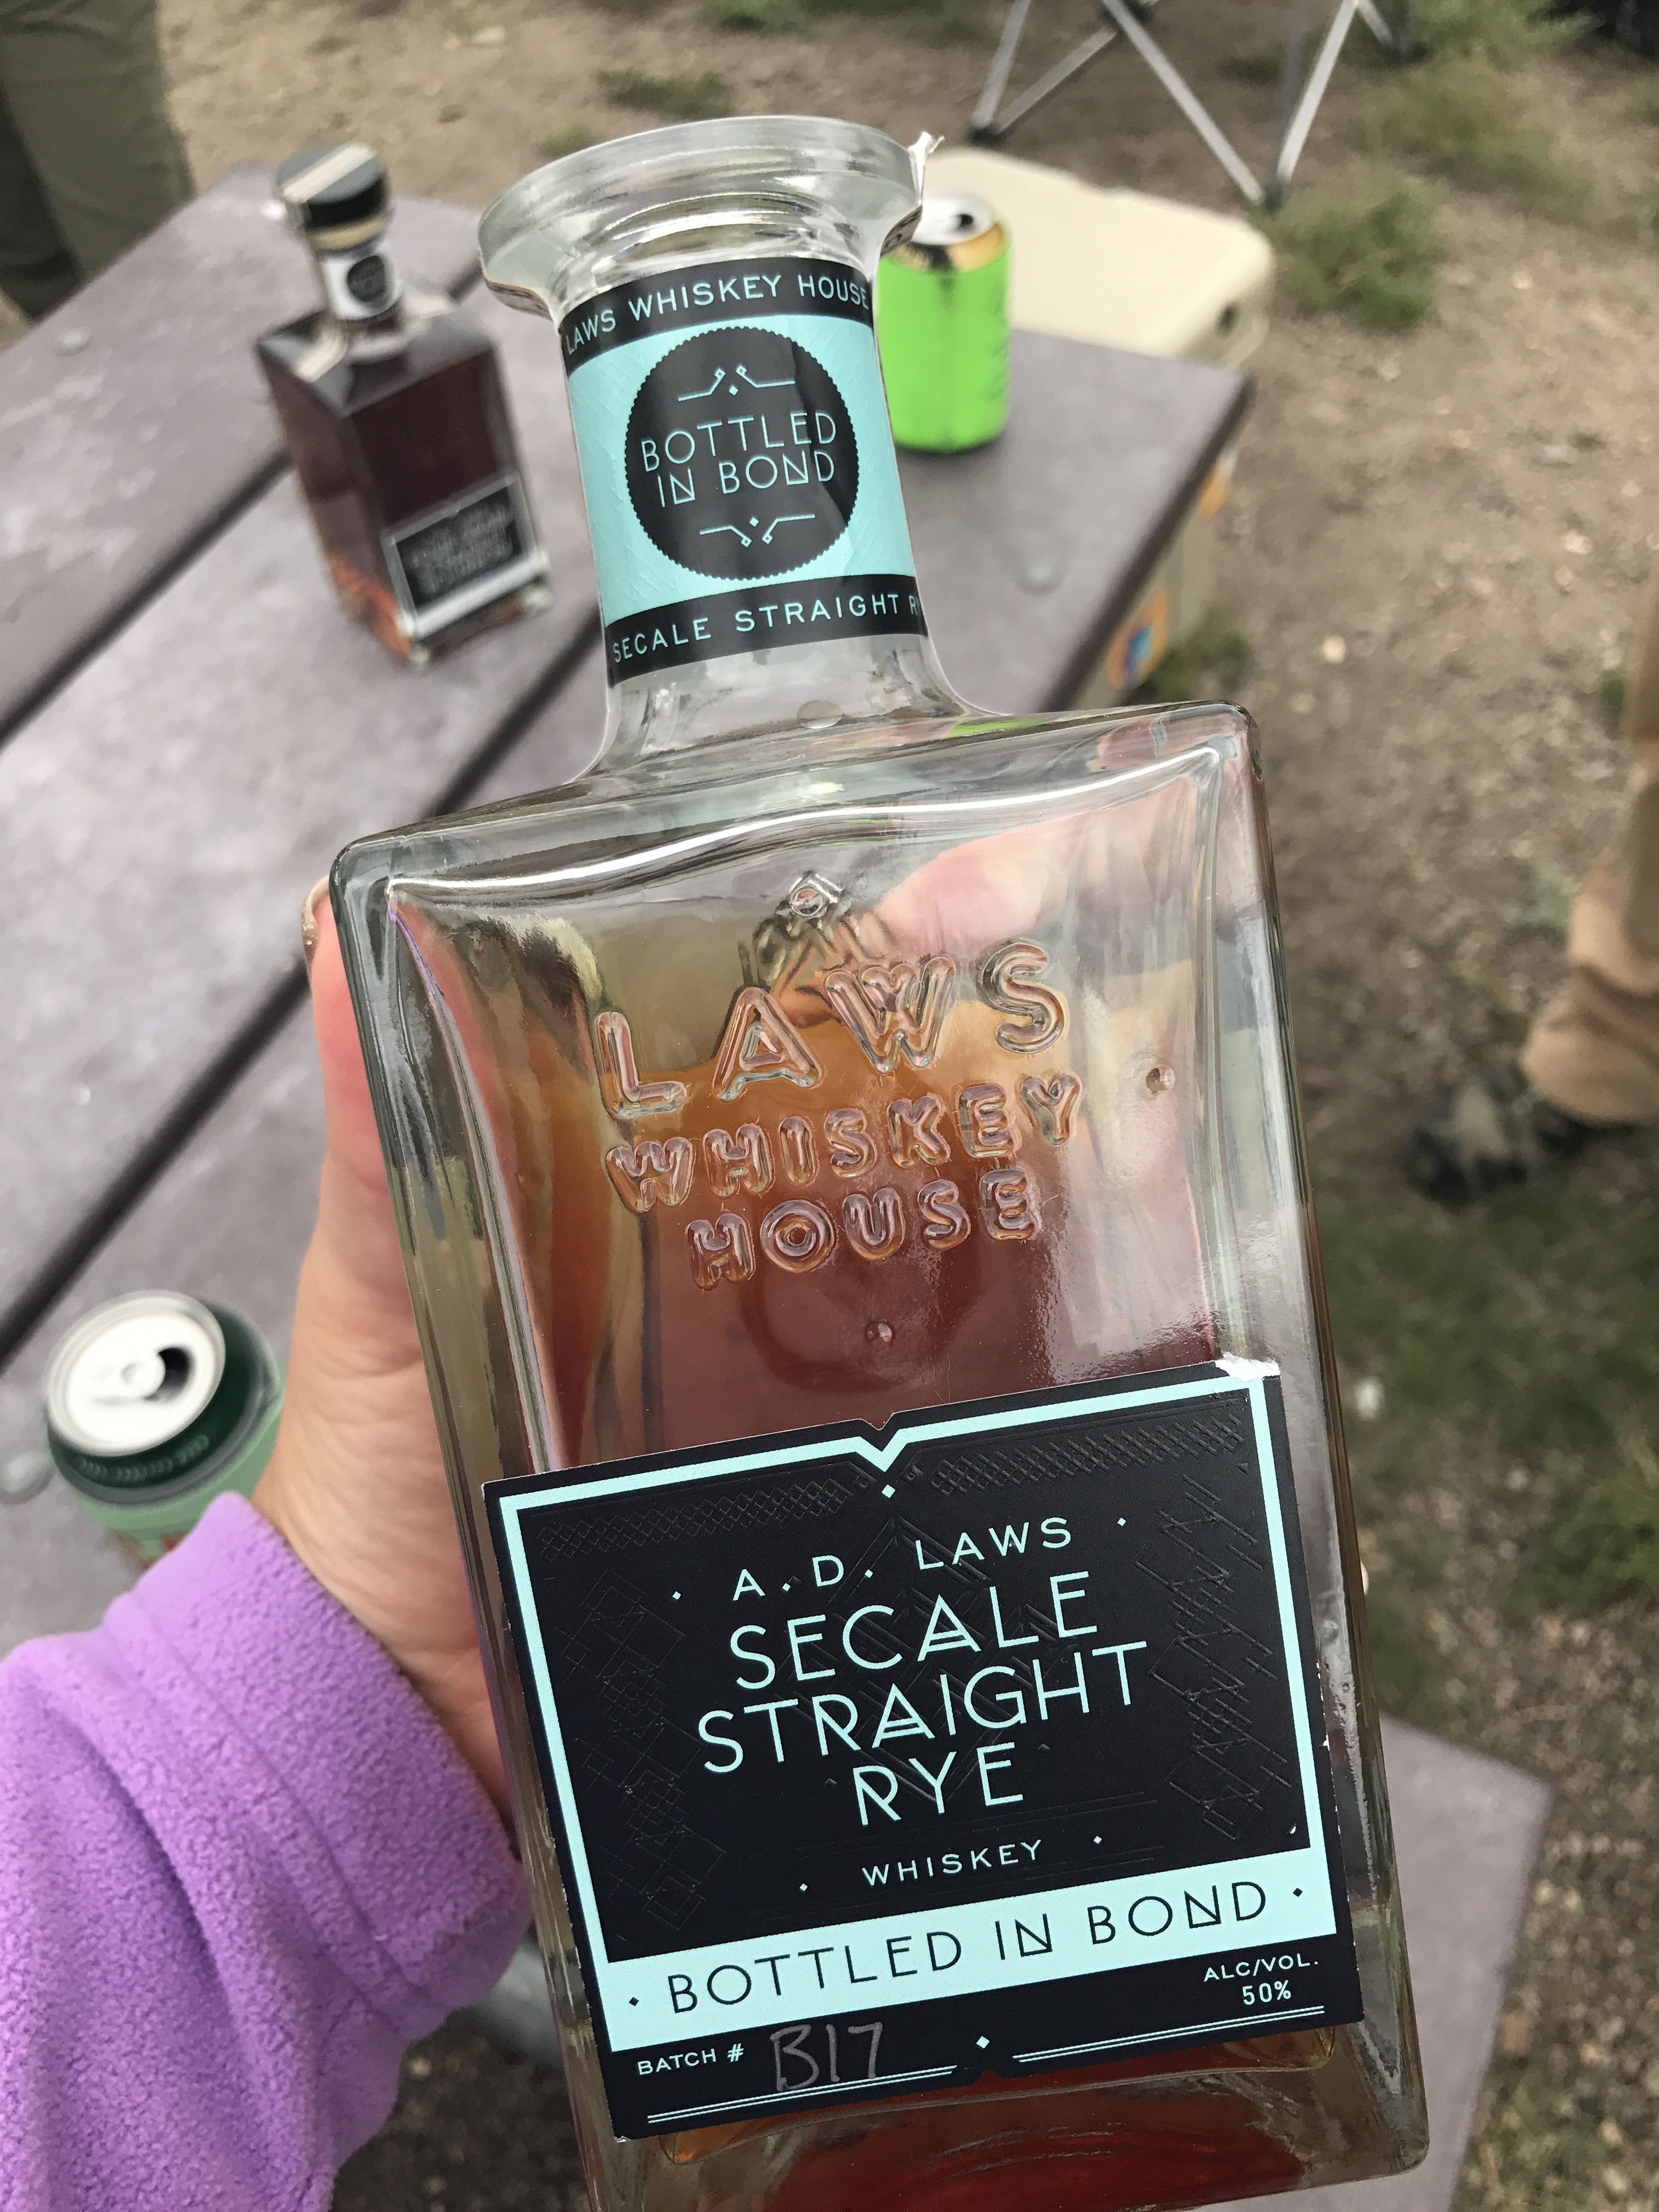 LAWS WHISKEY HOUSE
BOTTLED
IN BOND
SECALE STRAIGHT
LAWS
WHISKEY
HOUSE
A.D. LAWS
SECALE
STRAIGHT
RYE
WHISKEY
BOTTLED IN BOND
ALC/VOL.
50%
BATCH # B17